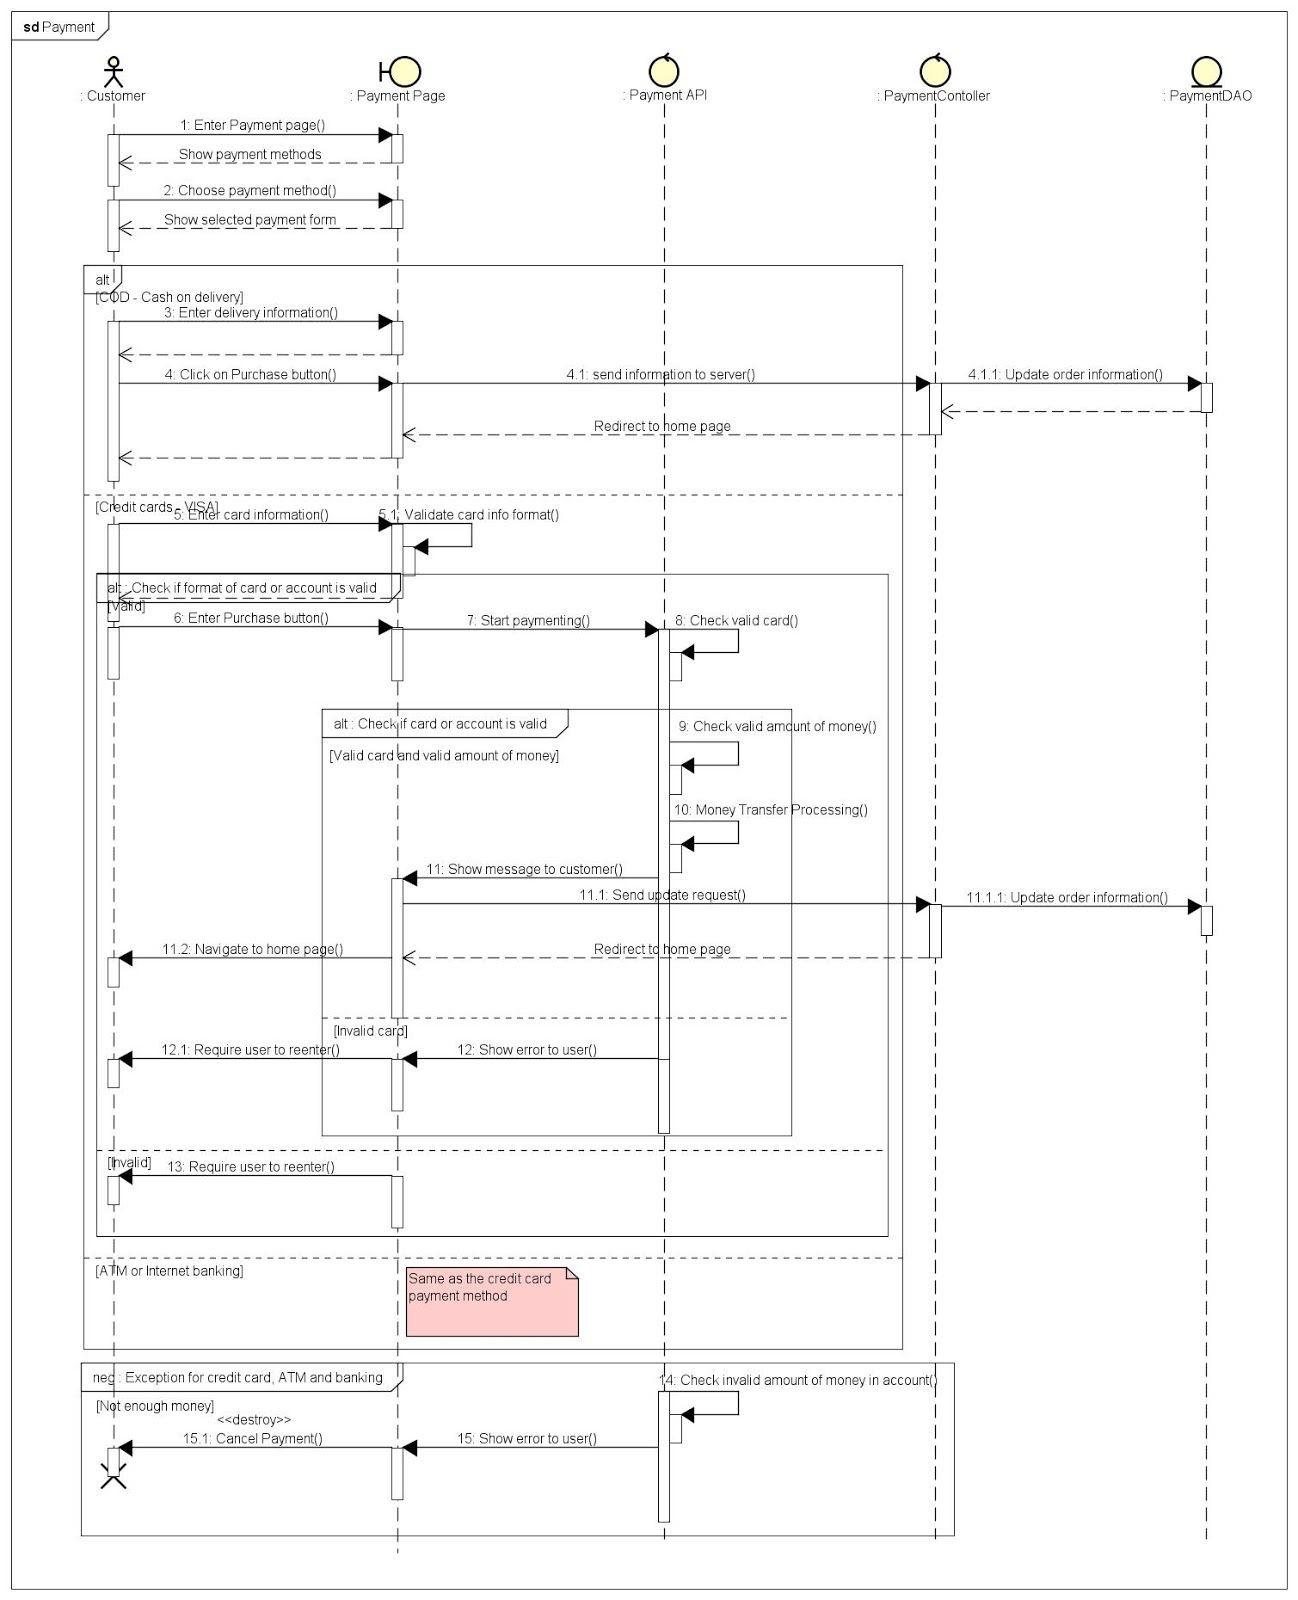 sd Payment
: Customer
: Payment Page
: Payment API
: PaymentContoller
: PaymentDAO
1: Enter Payment page()
Show payment methods
2: Choose payment method()
Show selected payment form
alt
[COD - Cash on delivery]
3: Enter delivery information()
4: Click on Purchase button()
4.1: send information to server()
4.1.1: Update order information()
Redirect to home page
[Credit cards - VISA]
5: Enter card information()
5.1: Validate card info format()
alt : Check if format of card or account is valid
[Valid]
6: Enter Purchase button()
7: Start paymenting()
8: Check valid card()
alt : Check if card or account is valid
9: Check valid amount of money()
[Valid card and valid amount of money]
10: Money Transfer Processing()
11: Show message to customer()
11.1: Send update request()
11.1.1: Update order information()
11.2: Navigate to home page()
Redirect to home page
[Invalid card]
12.1: Require user to reenter()
12: Show error to user()
[Invalid]
13: Require user to reenter()
[ATM or Internet banking]
Same as the credit card
payment method
neg : Exception for credit card, ATM and banking
14: Check invalid amount of money in account()
[Not enough money]
<<destroy>>
15.1: Cancel Payment()
15: Show error to user()